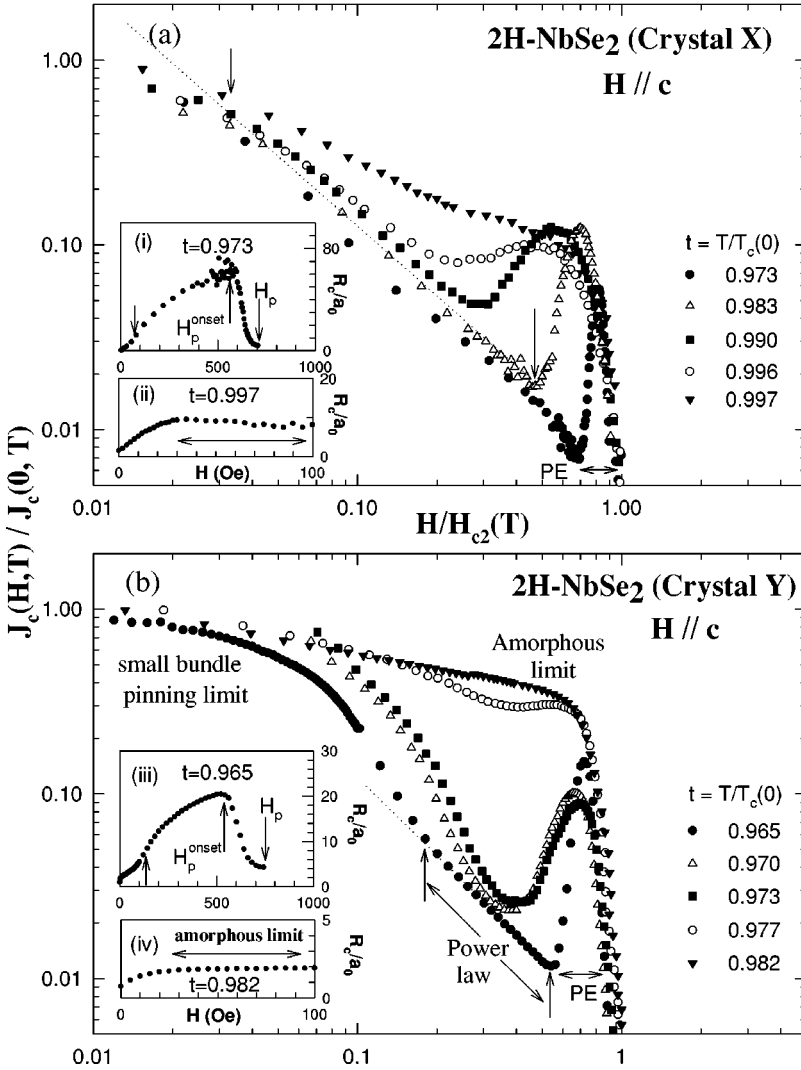 (a)
2H-NbSe2 (Crystal X)
H // c
1.00
0.10
0.01
(i)
t=0.973
Hponset
Hp
80
40
0
Rc/a0
0 500 1000
(ii)
t=0.997
20
0
Rc/a0
0 100
H (Oe)
t = T/Tc(0)
0.973
0.983
0.990
0.996
0.997
PE
0.01 0.10 1.00
H/Hc2(T)
Jc(H,T) / Jc(0, T)
(b)
2H-NbSe2 (Crystal Y)
H // c
1.00
0.10
0.01
small bundle
pinning limit
Amorphous
limit
(iii)
t=0.965
Hponset
Hp
30
20
10
0
Rc/a0
0 500 1000
(iv)
amorphous limit
t=0.982
5
0
Rc/a0
0 100
H (Oe)
Power
law
PE
t = T/Tc(0)
0.965
0.970
0.973
0.977
0.982
0.01 0.1 1